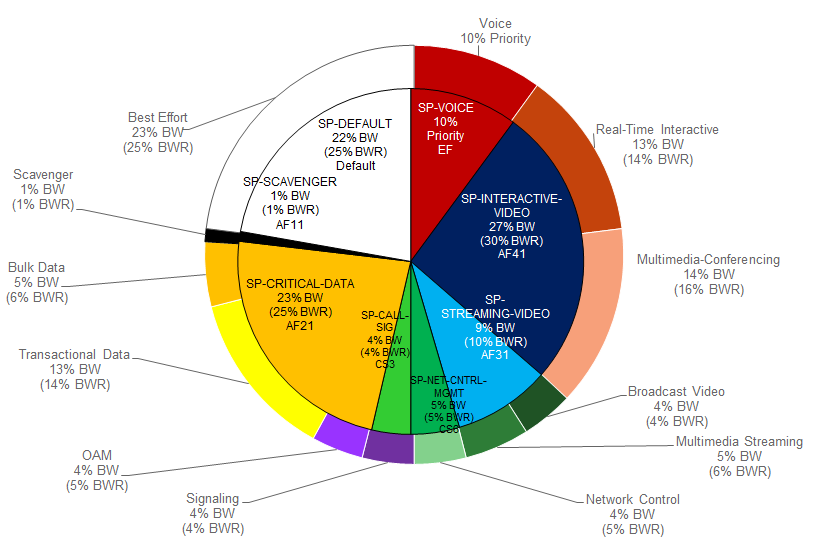 Voice
10% Priority
Real-Time Interactive
13% BW
(14% BWR)
Multimedia-Conferencing
14% BW
(16% BWR)
Broadcast Video
4% BW
(4% BWR)
Multimedia Streaming
5% BW
(6% BWR)
Network Control
4% BW
(5% BWR)
Signaling
4% BW
(4% BWR)
OAM
4% BW
(5% BWR)
Transactional Data
13% BW
(14% BWR)
Bulk Data
5% BW
(6% BWR)
Scavenger
1% BW
(1% BWR)
Best Effort
23% BW
(25% BWR)
SP-VOICE
10%
Priority
EF
SP-INTERACTIVE-
VIDEO
27% BW
(30% BWR)
AF41
SP-
STREAMING-VIDEO
9% BW
(10% BWR)
AF31
SP-NET-CNTRL-
MGMT
5% BW
(5% BWR)
CS6
SP-CALL-
SIG
4% BW
(4% BWR)
CS3
SP-CRITICAL-DATA
23% BW
(25% BWR)
AF21
SP-SCAVENGER
1% BW
(1% BWR)
AF11
SP-DEFAULT
22% BW
(25% BWR)
Default